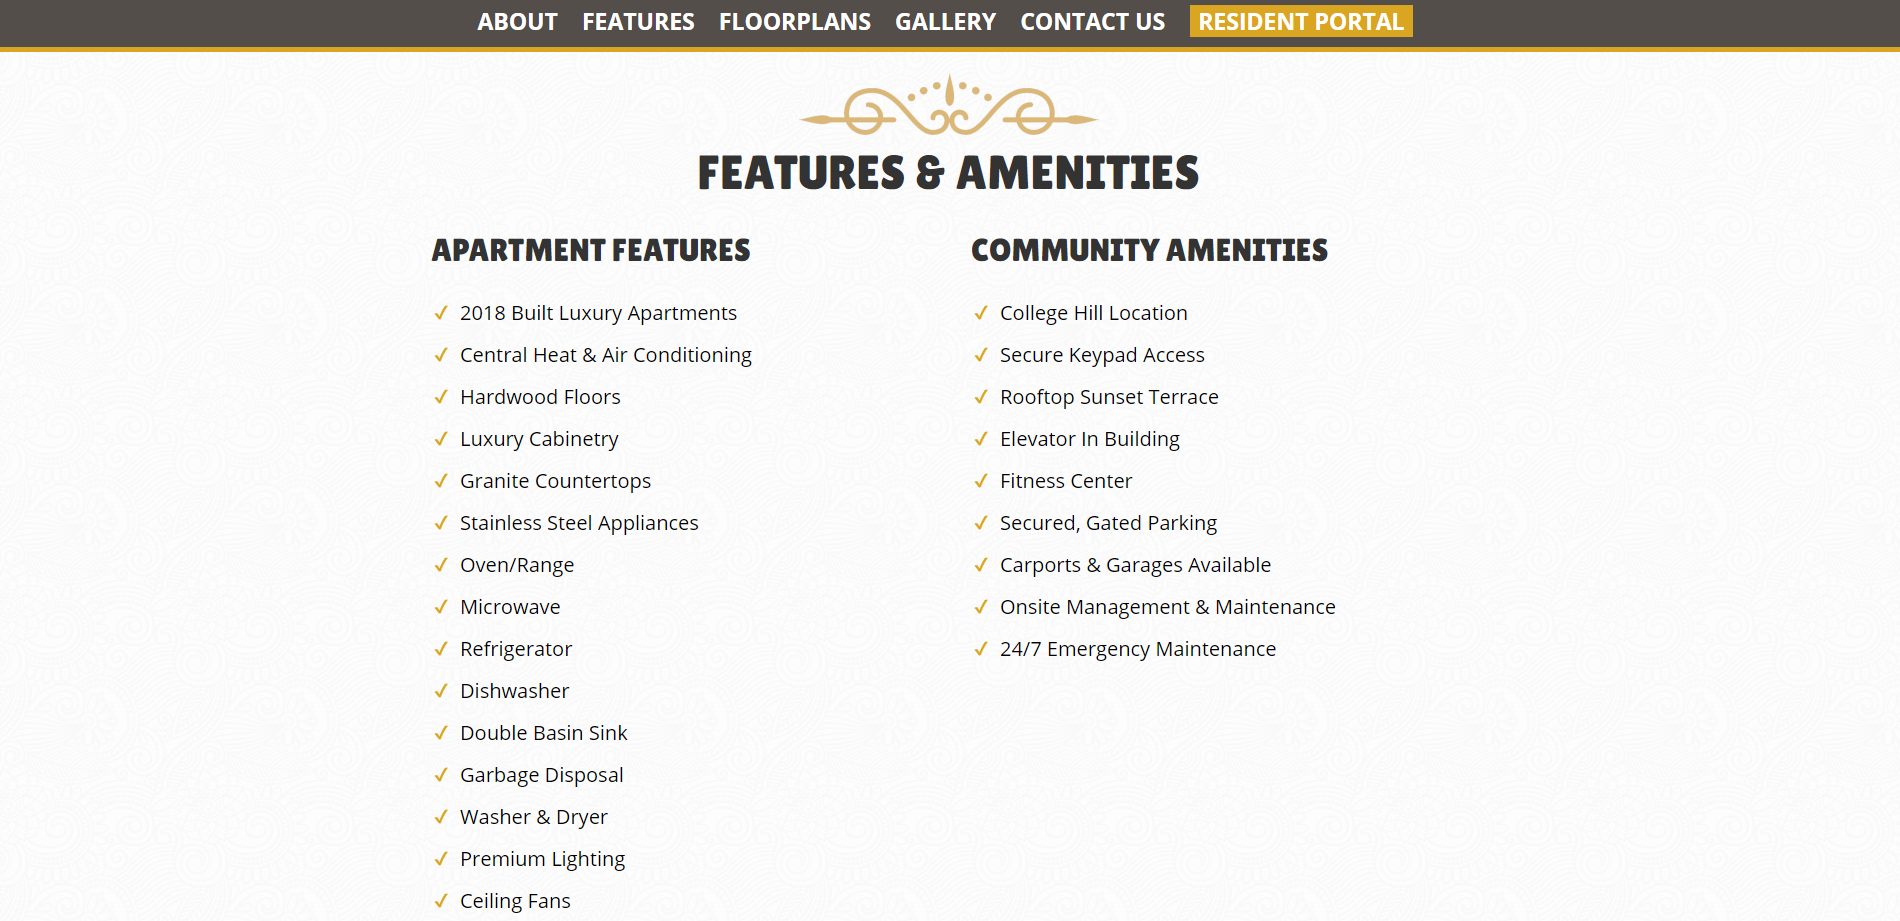 ABOUT FEATURES FLOORPLANS GALLERY CONTACT US RESIDENT PORTAL
FEATURES & AMENITIES
APARTMENT FEATURES
2018 Built Luxury Apartments
Central Heat & Air Conditioning
Hardwood Floors
Luxury Cabinetry
Granite Countertops
Stainless Steel Appliances
Oven/Range
Microwave
Refrigerator
Dishwasher
Double Basin Sink
Garbage Disposal
Washer & Dryer
Premium Lighting
Ceiling Fans
COMMUNITY AMENITIES
College Hill Location
Secure Keypad Access
Rooftop Sunset Terrace
Elevator In Building
Fitness Center
Secured, Gated Parking
Carports & Garages Available
Onsite Management & Maintenance
24/7 Emergency Maintenance